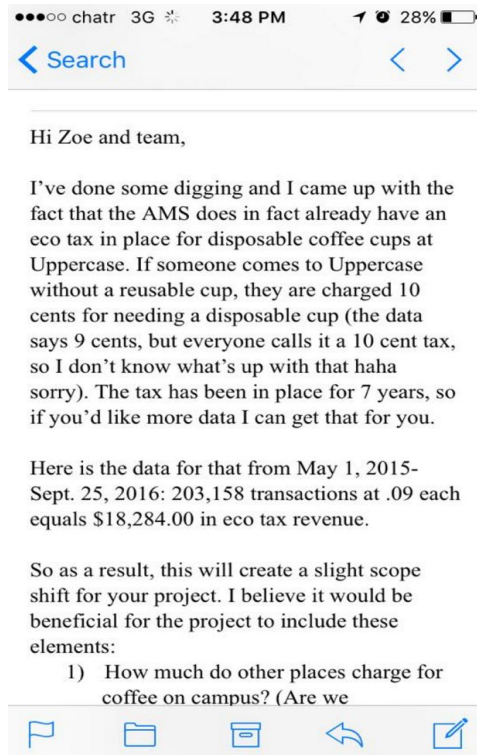 chatr 3G 3:48 PM 28%
Search
Hi Zoe and team,
I've done some digging and I came up with the
fact that the AMS does in fact already have an
eco tax in place for disposable coffee cups at
Uppercase. If someone comes to Uppercase
without a reusable cup, they are charged 10
cents for needing a disposable cup (the data
says 9 cents, but everyone calls it a 10 cent tax,
so I don't know what's up with that haha
sorry). The tax has been in place for 7 years, so
if you'd like more data I can get that for you.
Here is the data for that from May 1, 2015-
Sept. 25, 2016: 203,158 transactions at .09 each
equals $18,284.00 in eco tax revenue.
So as a result, this will create a slight scope
shift for your project. I believe it would be
beneficial for the project to include these
elements:
1) How much do other places charge for
coffee on campus? (Are we